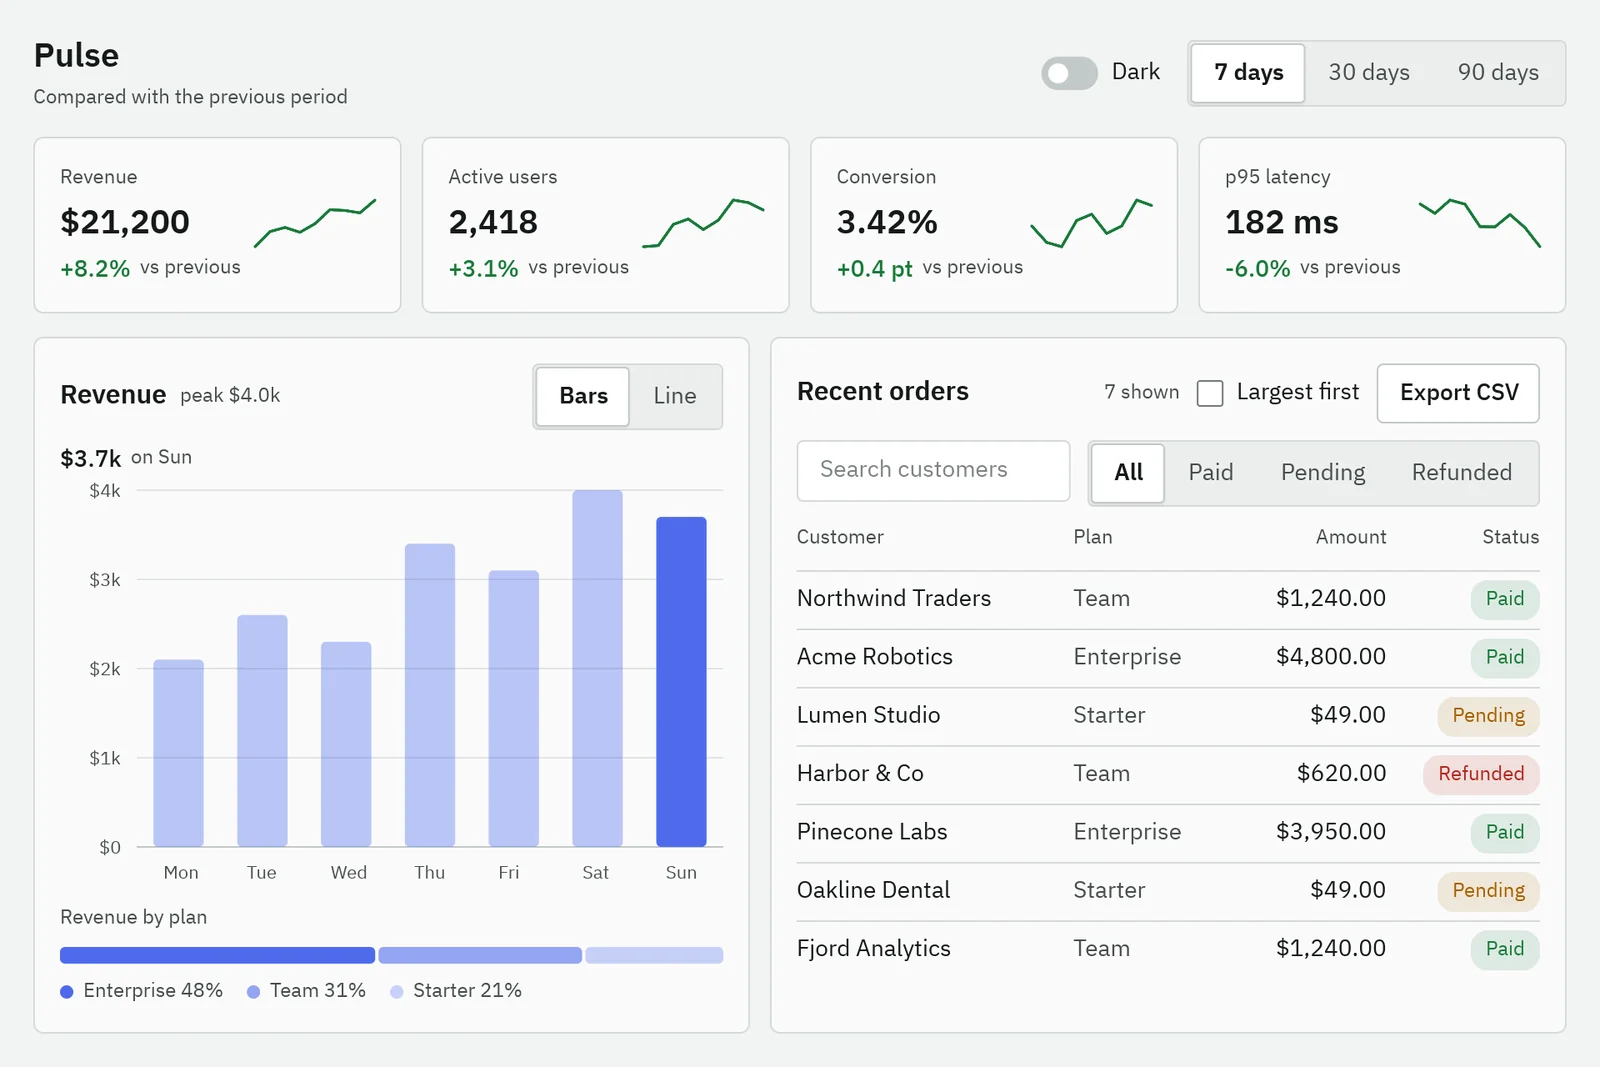 Pulse
Compared with the previous period
Dark
7 days 30 days 90 days
Revenue
$21,200
+8.2% vs previous
Active users
2,418
+3.1% vs previous
Conversion
3.42%
+0.4 pt vs previous
p95 latency
182 ms
-6.0% vs previous
Revenue peak $4.0k
Bars Line
$3.7k on Sun
$4k
$3k
$2k
$1k
$0
Mon Tue Wed Thu Fri Sat Sun
Revenue by plan
Enterprise 48% Team 31% Starter 21%
Recent orders
7 shown Largest first Export CSV
Search customers
All Paid Pending Refunded
Customer Plan Amount Status
Northwind Traders Team $1,240.00 Paid
Acme Robotics Enterprise $4,800.00 Paid
Lumen Studio Starter $49.00 Pending
Harbor & Co Team $620.00 Refunded
Pinecone Labs Enterprise $3,950.00 Paid
Oakline Dental Starter $49.00 Pending
Fjord Analytics Team $1,240.00 Paid